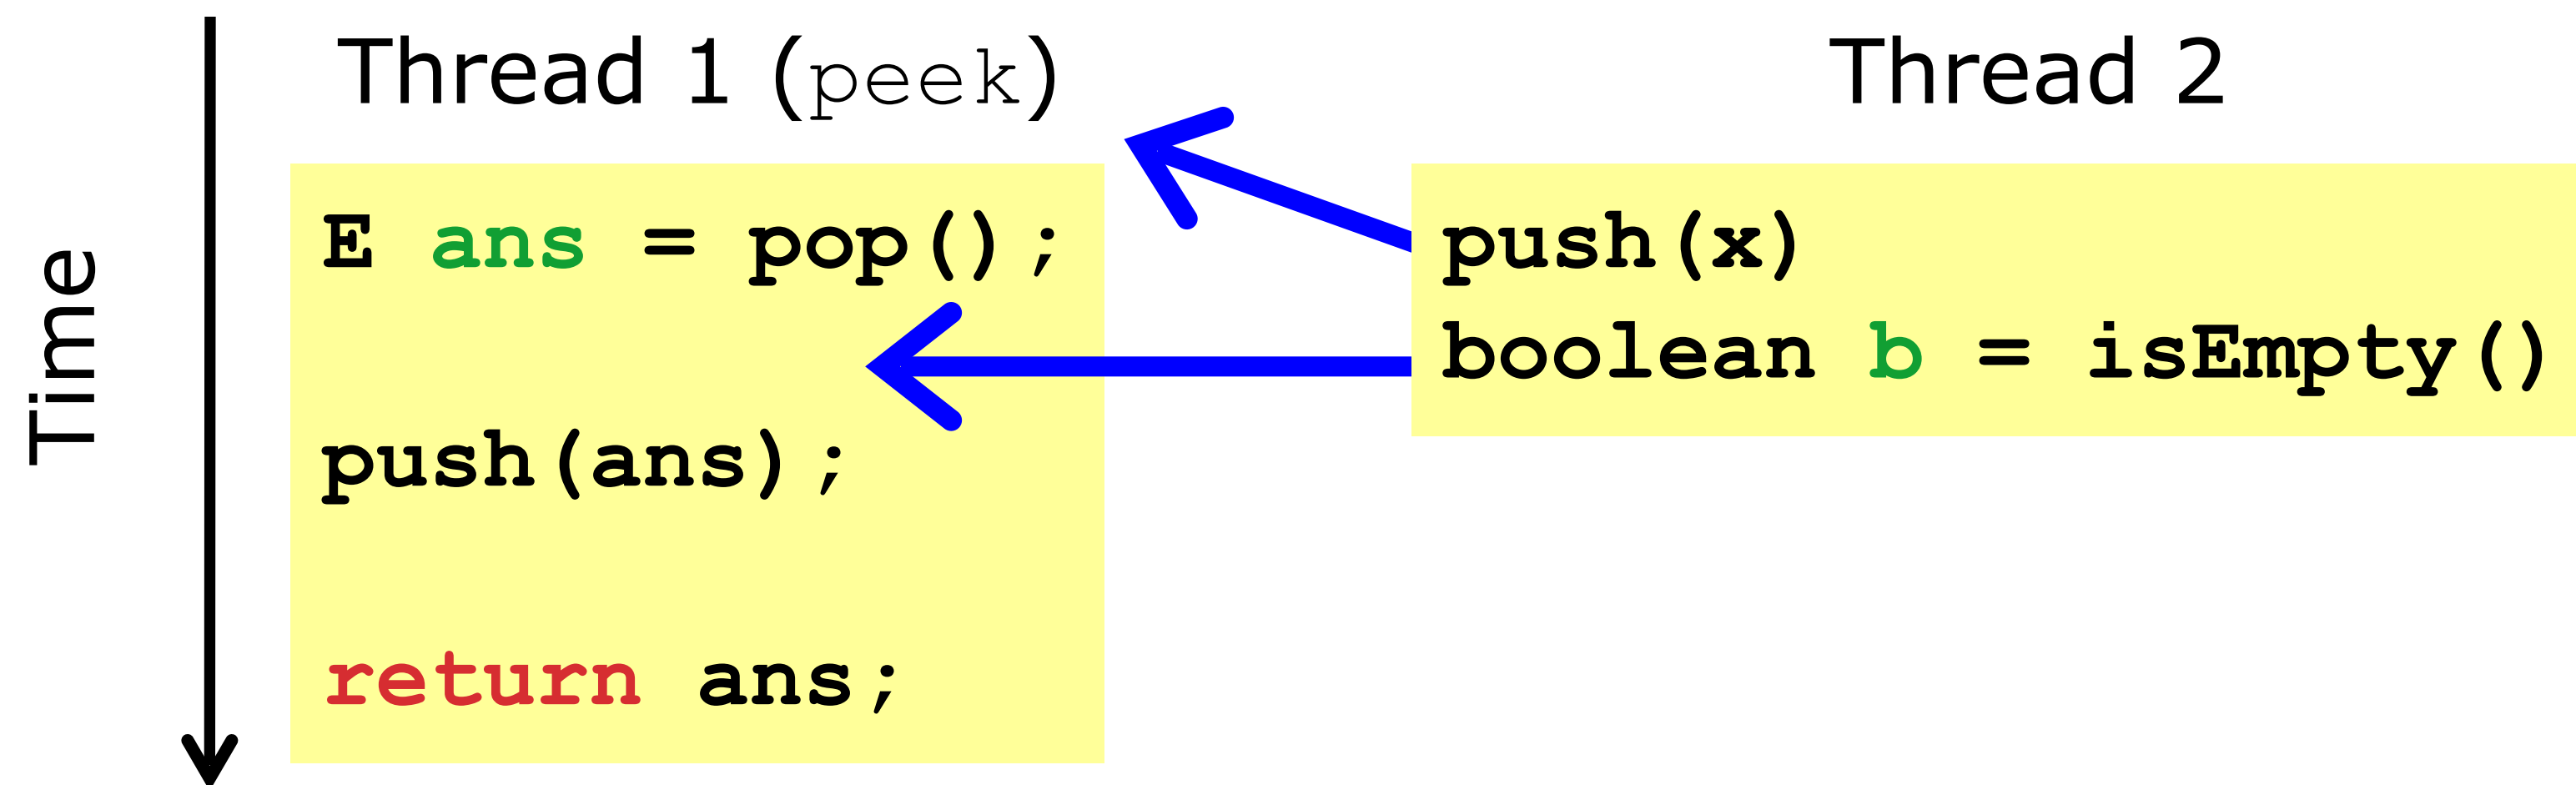 Time
Thread 1 (peek)
E ans = pop();
push(ans);
return ans;
Thread 2
push(x)
boolean b = isEmpty()